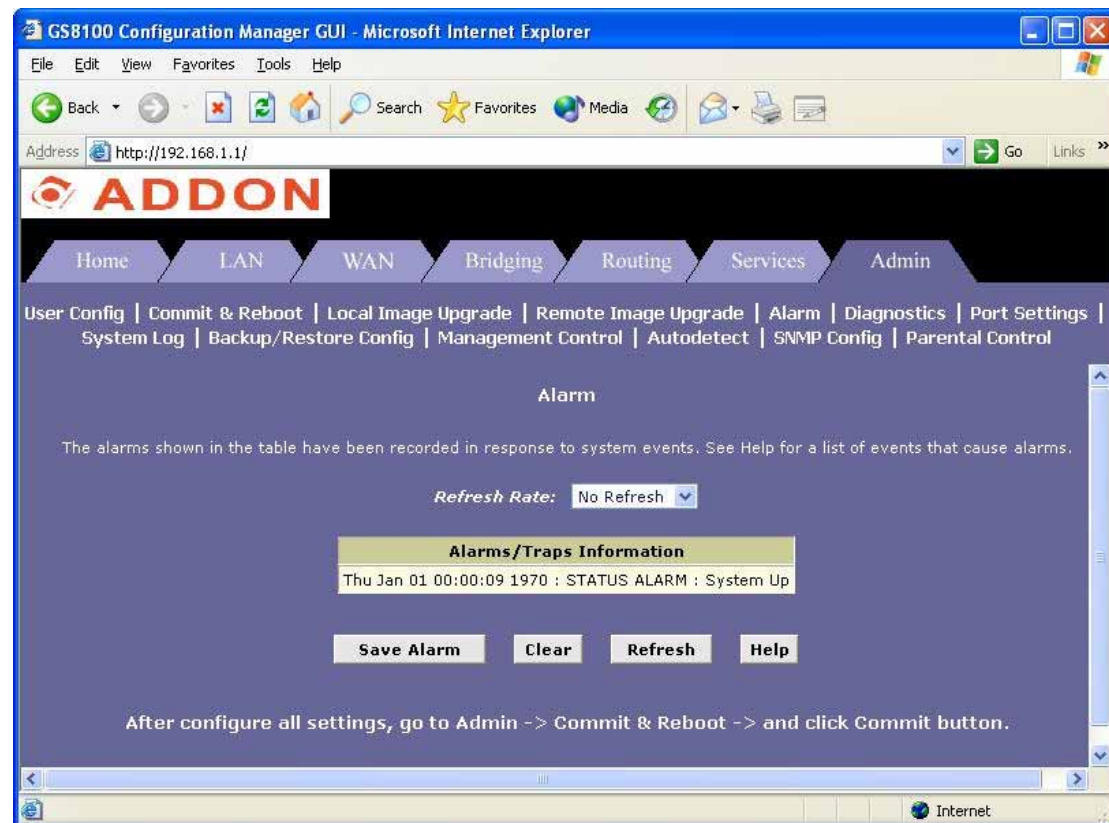 GS8100 Configuration Manager GUI - Microsoft Internet Explorer
File Edit View Favorites Tools Help
Back Search Favorites Media
Address http://192.168.1.1/ Go Links »
ADDON
Home LAN WAN Bridging Routing Services Admin
User Config | Commit & Reboot | Local Image Upgrade | Remote Image Upgrade | Alarm | Diagnostics | Port Settings |
System Log | Backup/Restore Config | Management Control | Autodetect | SNMP Config | Parental Control
Alarm
The alarms shown in the table have been recorded in response to system events. See Help for a list of events that cause alarms.
Refresh Rate: No Refresh
Alarms/Traps Information
Thu Jan 01 00:00:09 1970 : STATUS ALARM : System Up
Save Alarm Clear Refresh Help
After configure all settings, go to Admin -> Commit & Reboot -> and click Commit button.
Internet